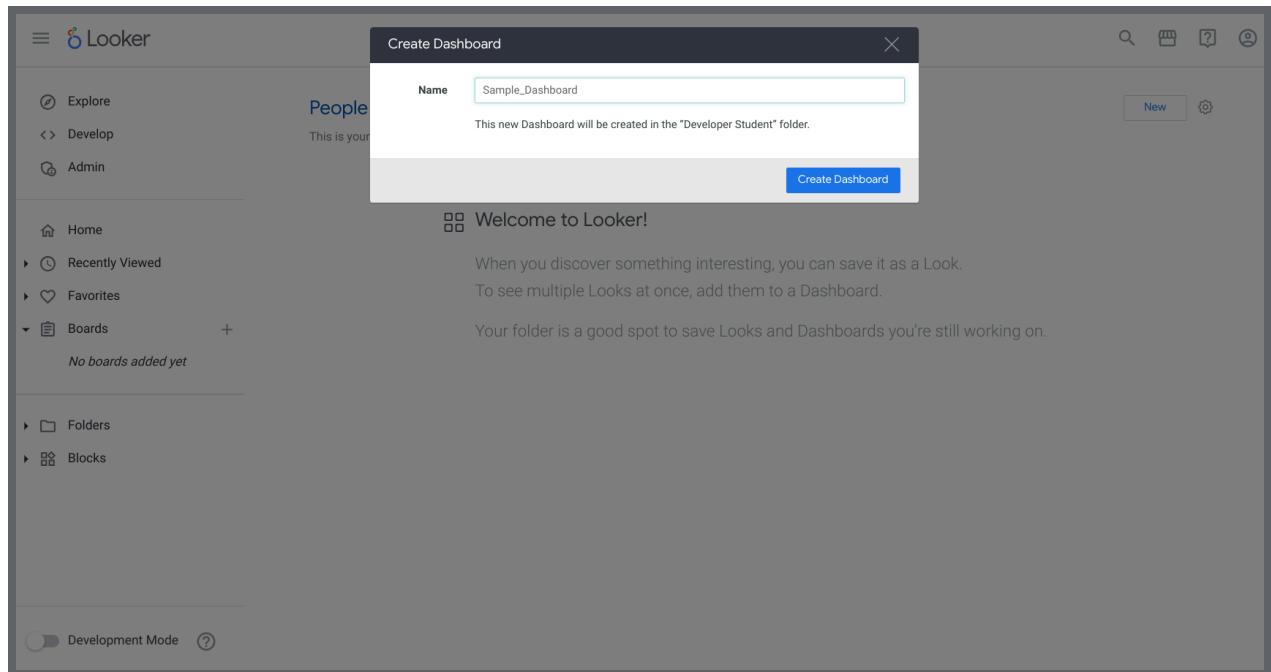 Looker
Create Dashboard
Name
Sample_Dashboard
This new Dashboard will be created in the "Developer Student" folder.
Create Dashboard
Explore
Develop
Admin
Home
Recently Viewed
Favorites
Boards
No boards added yet
Folders
Blocks
Development Mode
People
This is your
New
Welcome to Looker!
When you discover something interesting, you can save it as a Look.
To see multiple Looks at once, add them to a Dashboard.
Your folder is a good spot to save Looks and Dashboards you're still working on.